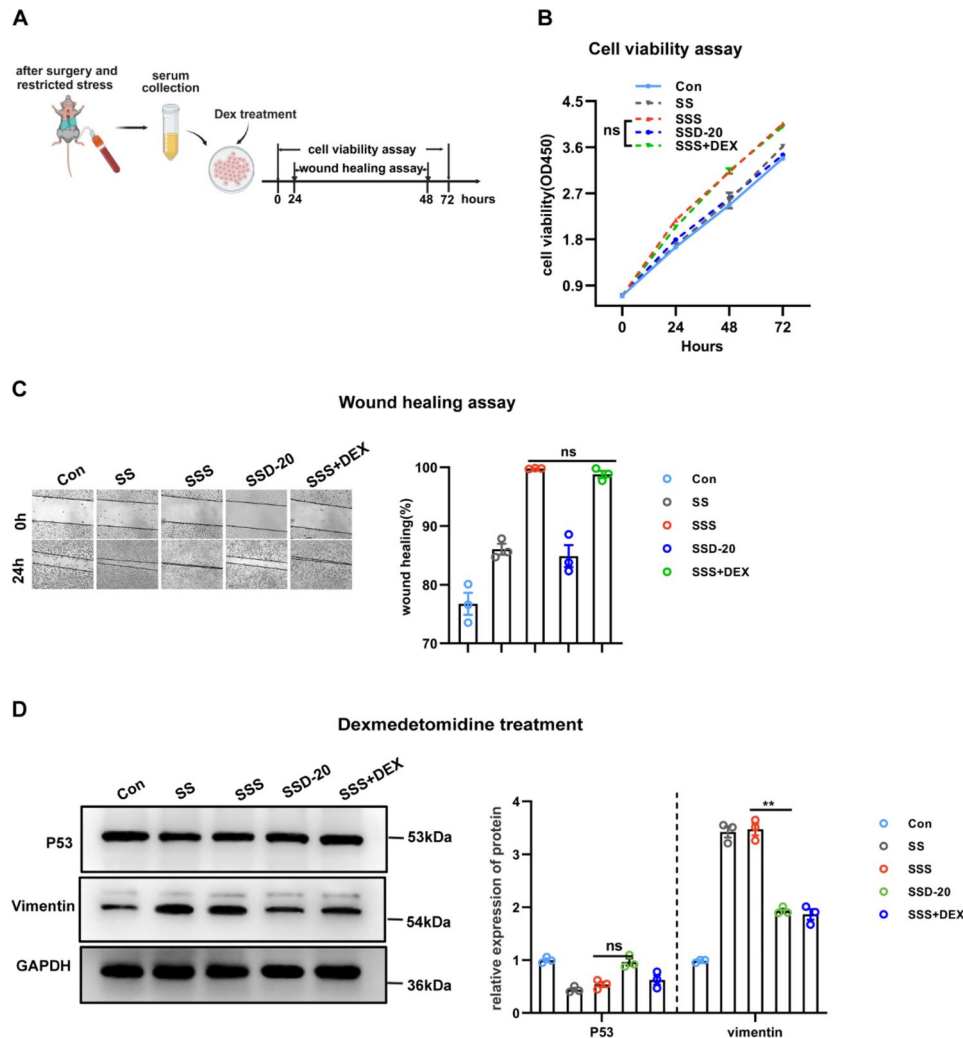 A
after surgery and
restricted stress
serum
collection
Dex treatment
cell viability assay
wound healing assay
0 24 48 72 hours
B
Cell viability assay
Con
SS
SSS
SSD-20
SSS+DEX
ns
4.5
3.6
2.7
1.8
0.9
cell viability(OD450)
0 24 48 72
Hours
C
Wound healing assay
Con SS SSS SSD-20 SSS+DEX
0h
24h
100
90
80
70
wound healing(%)
ns
Con
SS
SSS
SSD-20
SSS+DEX
D
Dexmedetomidine treatment
Con SS SSS SSD-20 SSS+DEX
P53 53kDa
Vimentin 54kDa
GAPDH 36kDa
4
3
2
1
0
relative expression of protein
ns
**
P53 vimentin
Con
SS
SSS
SSD-20
SSS+DEX